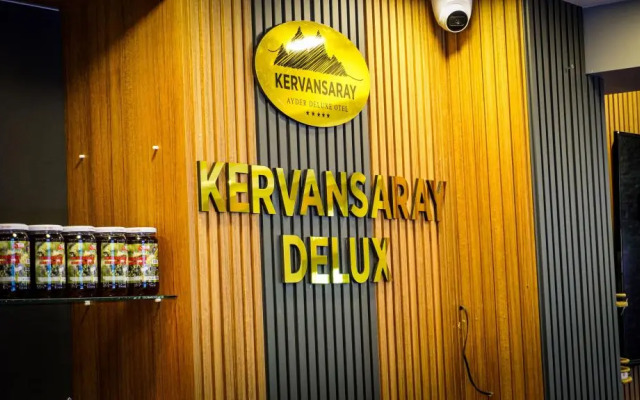 KERVANSARAY
AYDER DELUXE OTEL
KERVANSARAY
DELUX